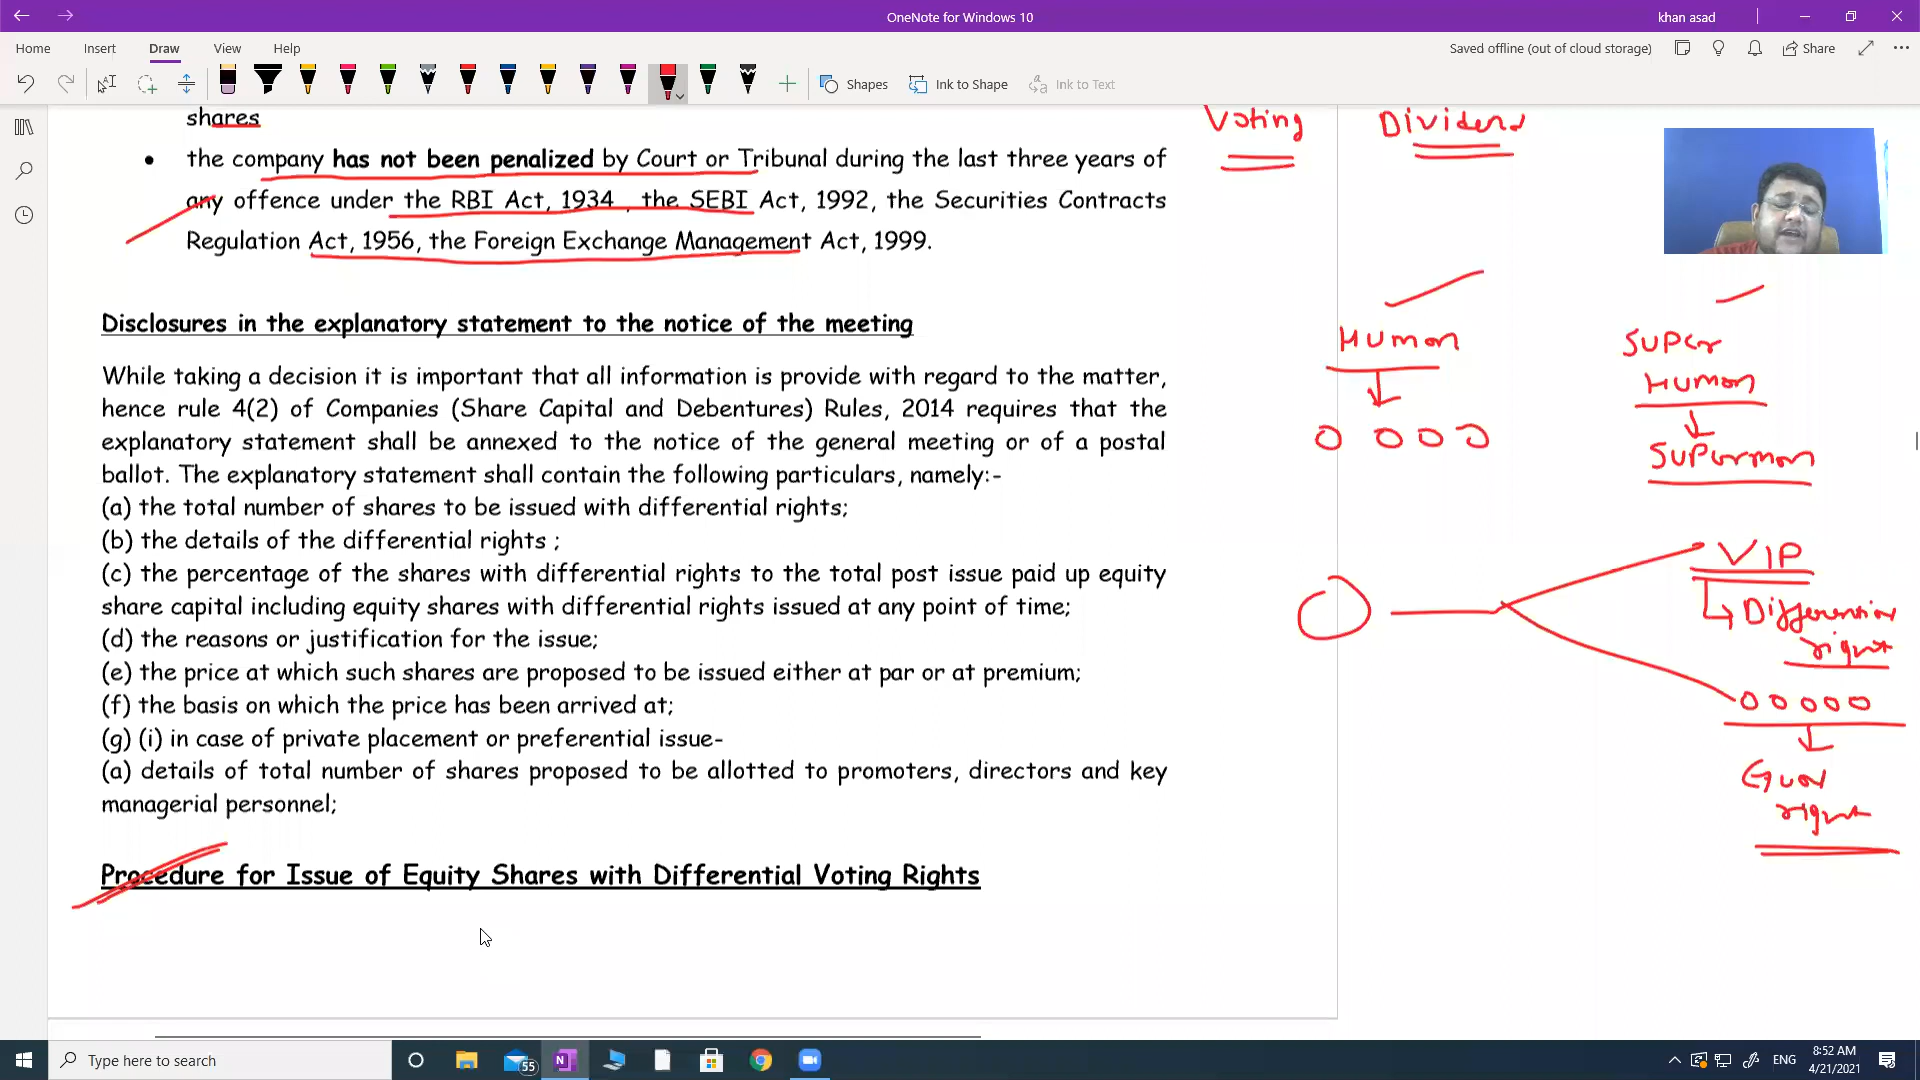 OneNote for Windows 10
khan asad
Home Insert Draw View Help
Saved offline (out of cloud storage)
Share
Shapes
Ink to Shape
Ink to Text
shares
• the company has not been penalized by Court or Tribunal during the last three years of
any offence under the RBI Act, 1934 , the SEBI Act, 1992, the Securities Contracts
Regulation Act, 1956, the Foreign Exchange Management Act, 1999.
Disclosures in the explanatory statement to the notice of the meeting
While taking a decision it is important that all information is provide with regard to the matter,
hence rule 4(2) of Companies (Share Capital and Debentures) Rules, 2014 requires that the
explanatory statement shall be annexed to the notice of the general meeting or of a postal
ballot. The explanatory statement shall contain the following particulars, namely:-
(a) the total number of shares to be issued with differential rights;
(b) the details of the differential rights ;
(c) the percentage of the shares with differential rights to the total post issue paid up equity
share capital including equity shares with differential rights issued at any point of time;
(d) the reasons or justification for the issue;
(e) the price at which such shares are proposed to be issued either at par or at premium;
(f) the basis on which the price has been arrived at;
(g) (i) in case of private placement or preferential issue-
(a) details of total number of shares proposed to be allotted to promoters, directors and key
managerial personnel;
Procedure for Issue of Equity Shares with Differential Voting Rights
Voting Dividend
Human
Super
Human
Superman
VIP
Differential
right
right
Type here to search
55
ENG
8:52 AM
4/21/2021